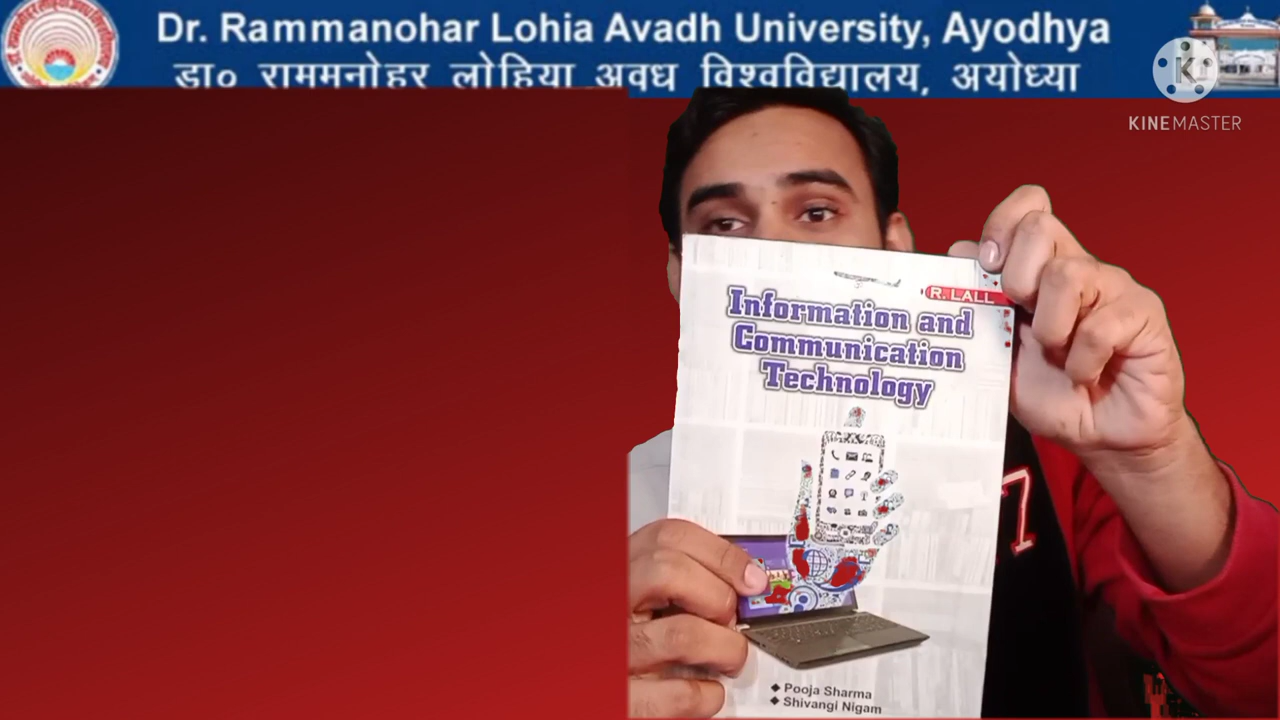 Dr. Rammanohar Lohia Avadh University, Ayodhya
डा० राममनोहर लोहिया अवध विश्वविद्यालय, अयोध्या
KINEMASTER
R. LALL
Information and
Communication
Technology
7
Pooja Sharma
Shivangi Nigam